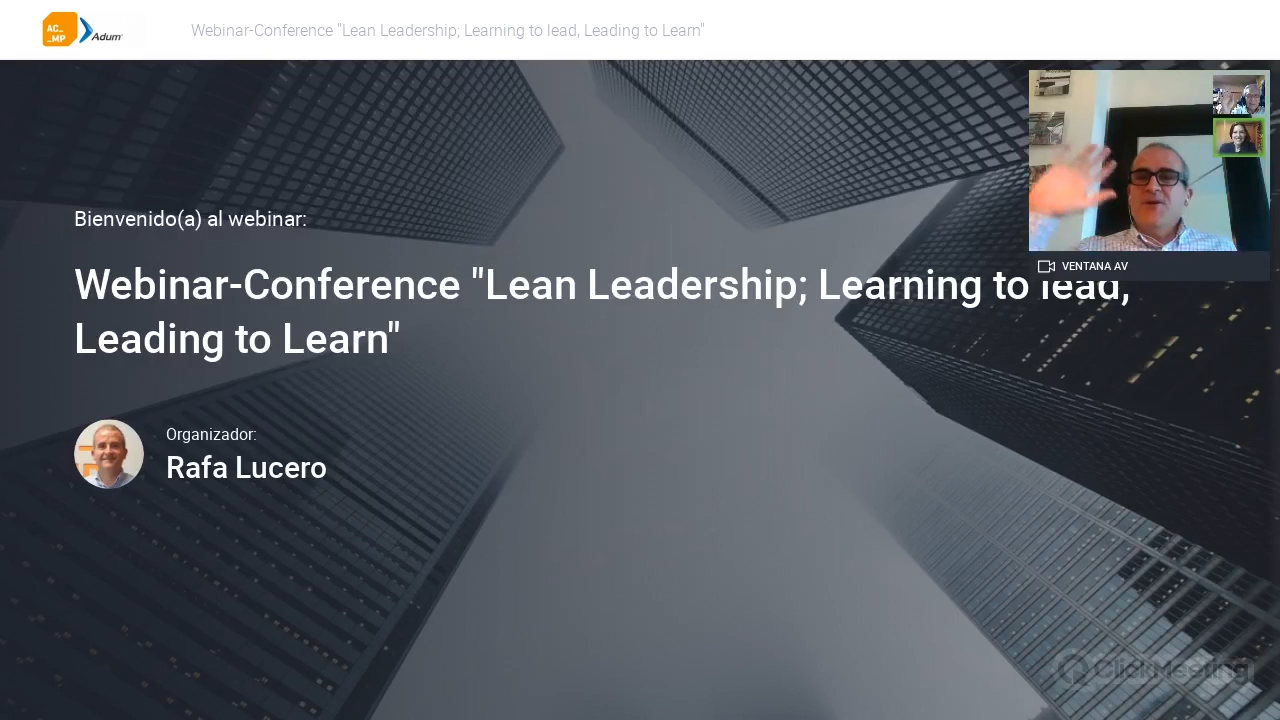 AC_
_MP
Adum
Webinar-Conference "Lean Leadership; Learning to lead, Leading to Learn"
Bienvenido(a) al webinar:
Webinar-Conference "Lean Leadership; Learning to lead,
Leading to Learn"
VENTANA AV
Organizador:
Rafa Lucero
ClickMeeting